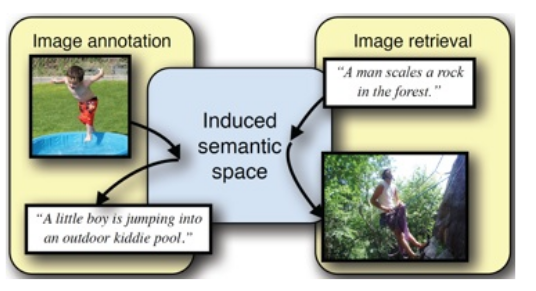 Image annotation
Image retrieval
“A man scales a rock
in the forest.”
Induced
semantic
space
“A little boy is jumping into
an outdoor kiddie pool.”